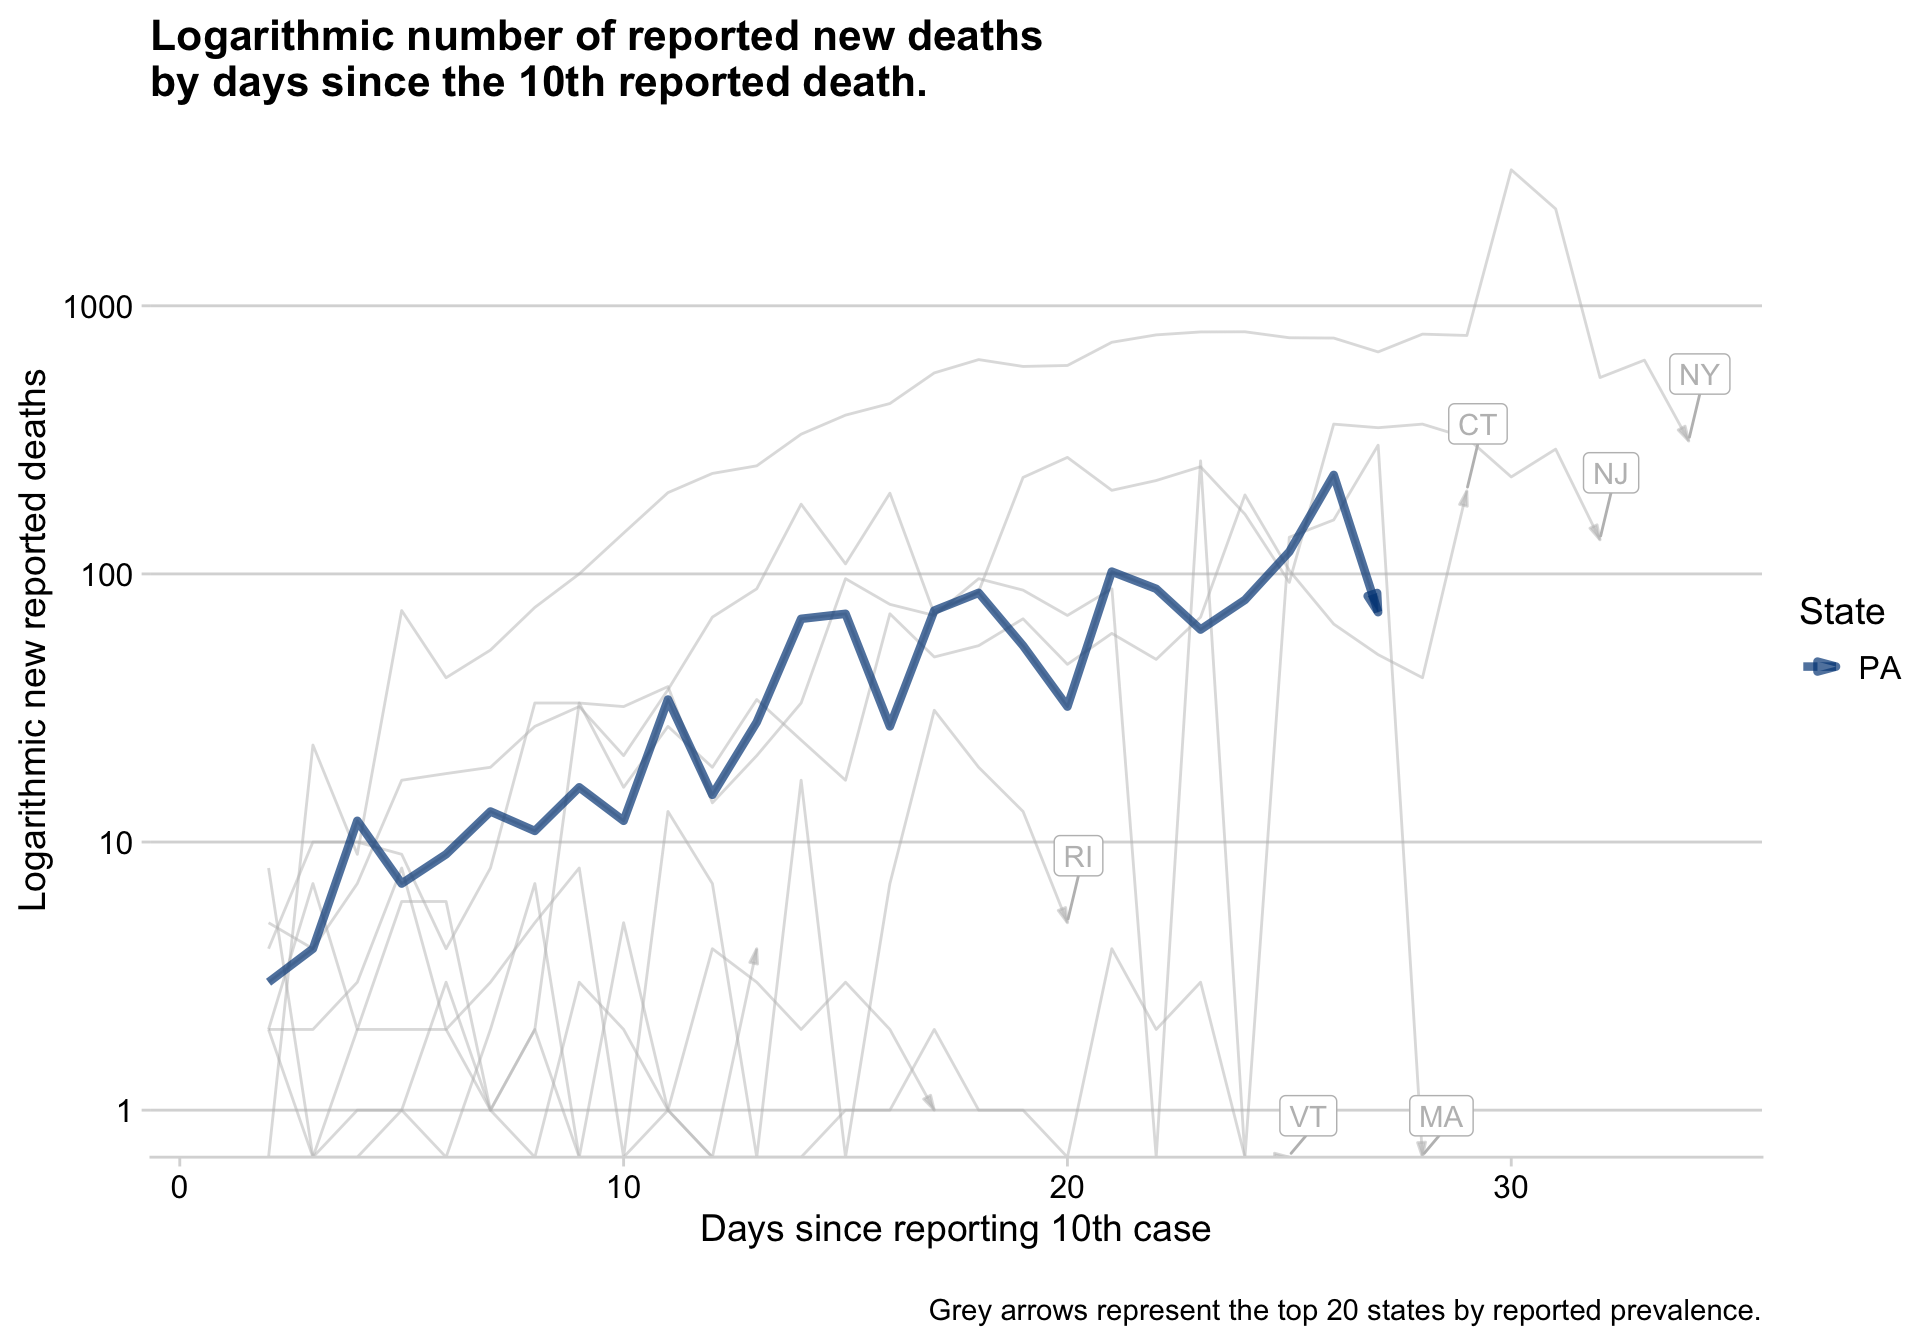 Logarithmic number of reported new deaths
by days since the 10th reported death.
Logarithmic new reported deaths
1000
100
10
1
NY
CT
NJ
RI
VT
MA
State
PA
0
10
20
30
Days since reporting 10th case
Grey arrows represent the top 20 states by reported prevalence.